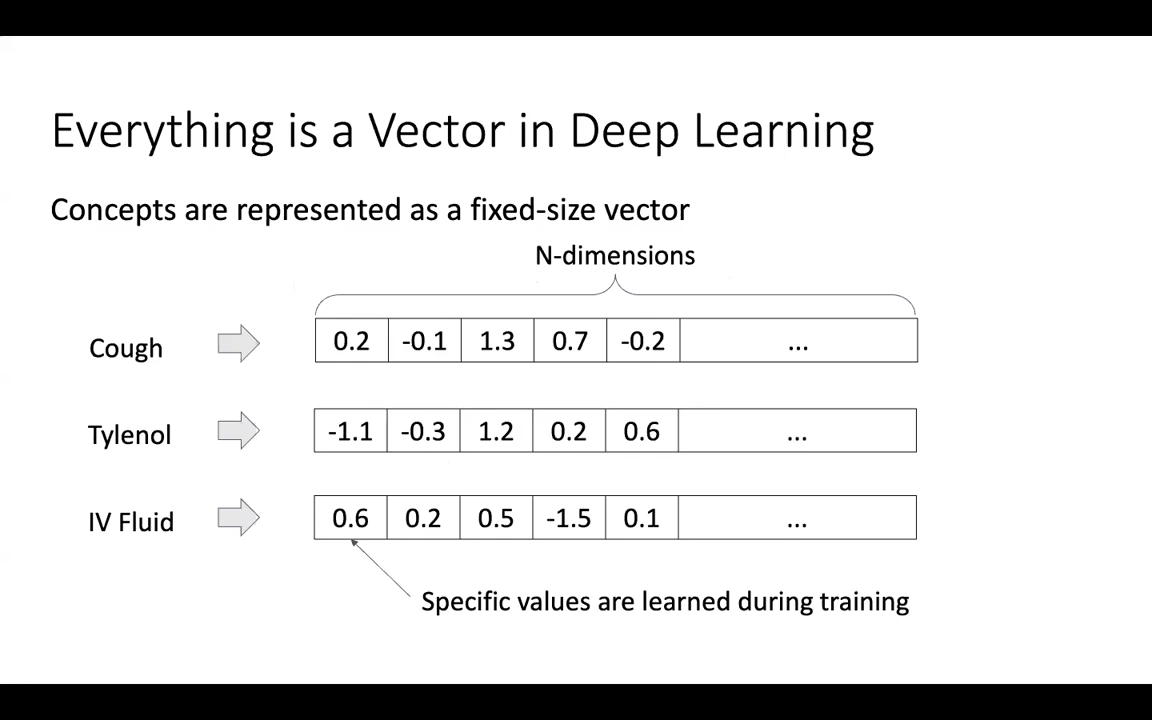 Everything is a Vector in Deep Learning
Concepts are represented as a fixed-size vector
N-dimensions
Cough 0.2 -0.1 1.3 0.7 -0.2 ...
Tylenol -1.1 -0.3 1.2 0.2 0.6 ...
IV Fluid 0.6 0.2 0.5 -1.5 0.1 ...
Specific values are learned during training